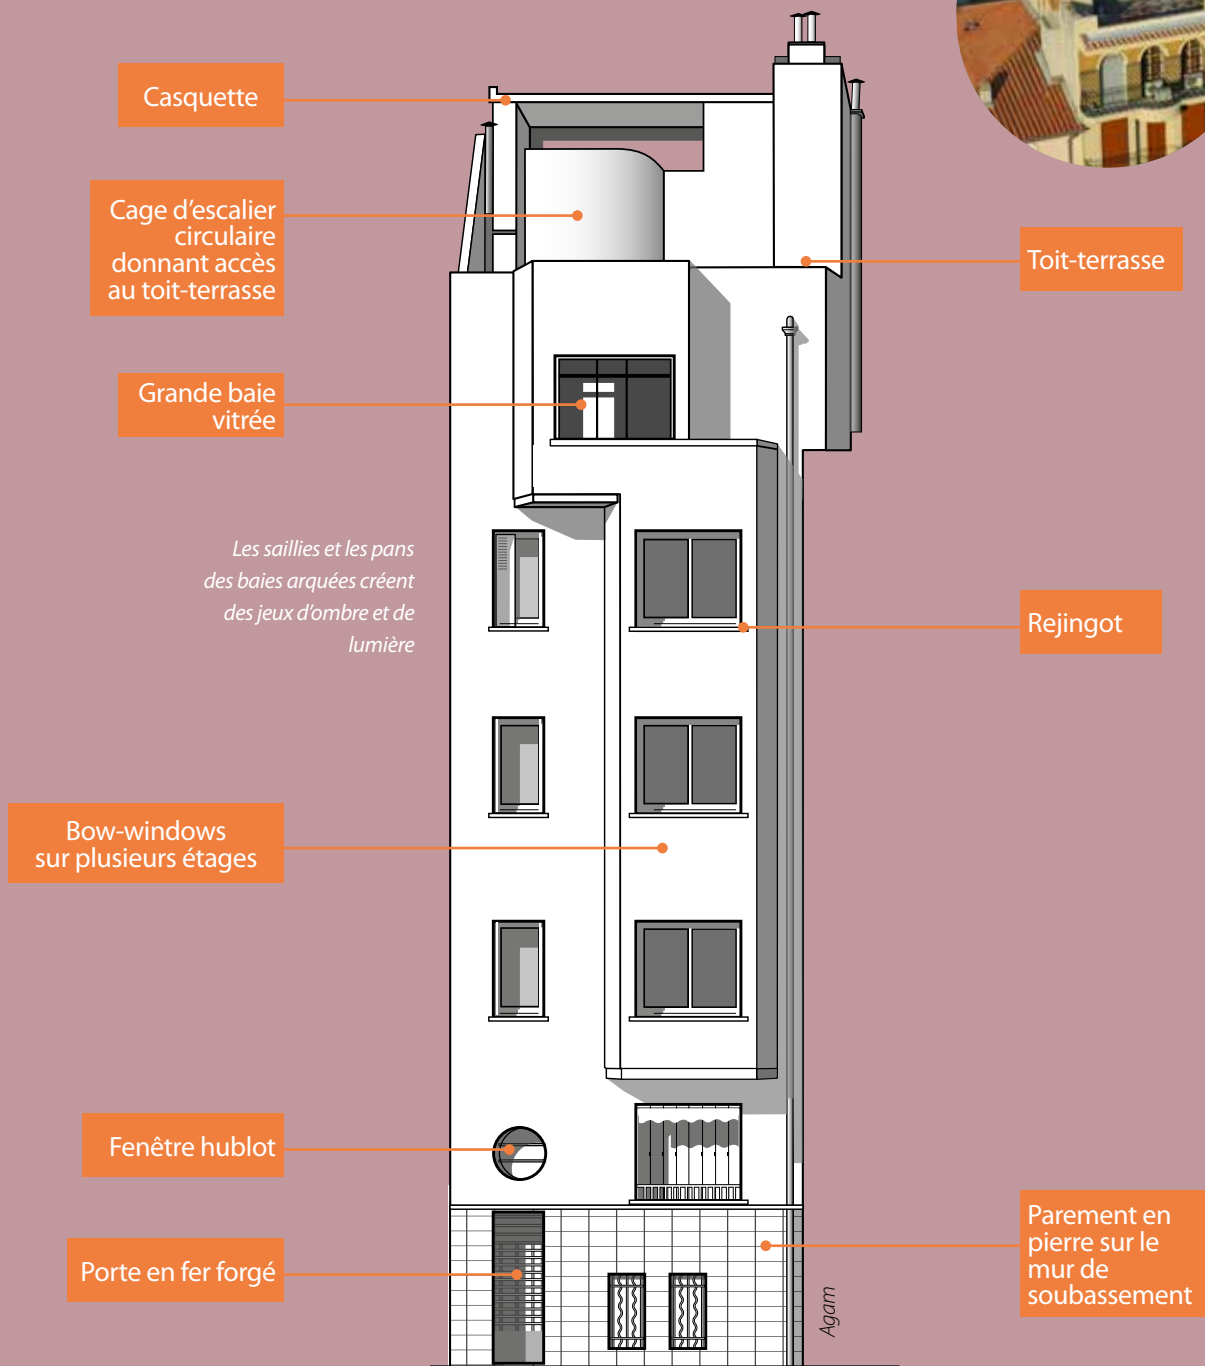 Casquette
Cage d'escalier
circulaire
donnant accès
au toit-terrasse
Toit-terrasse
Grande baie
vitrée
Les saillies et les pans
des baies arquées créent
des jeux d'ombre et de
lumière
Rejingot
Bow-windows
sur plusieurs étages
Fenêtre hublot
Porte en fer forgé
Parement en
pierre sur le
mur de
soubassement
Agam